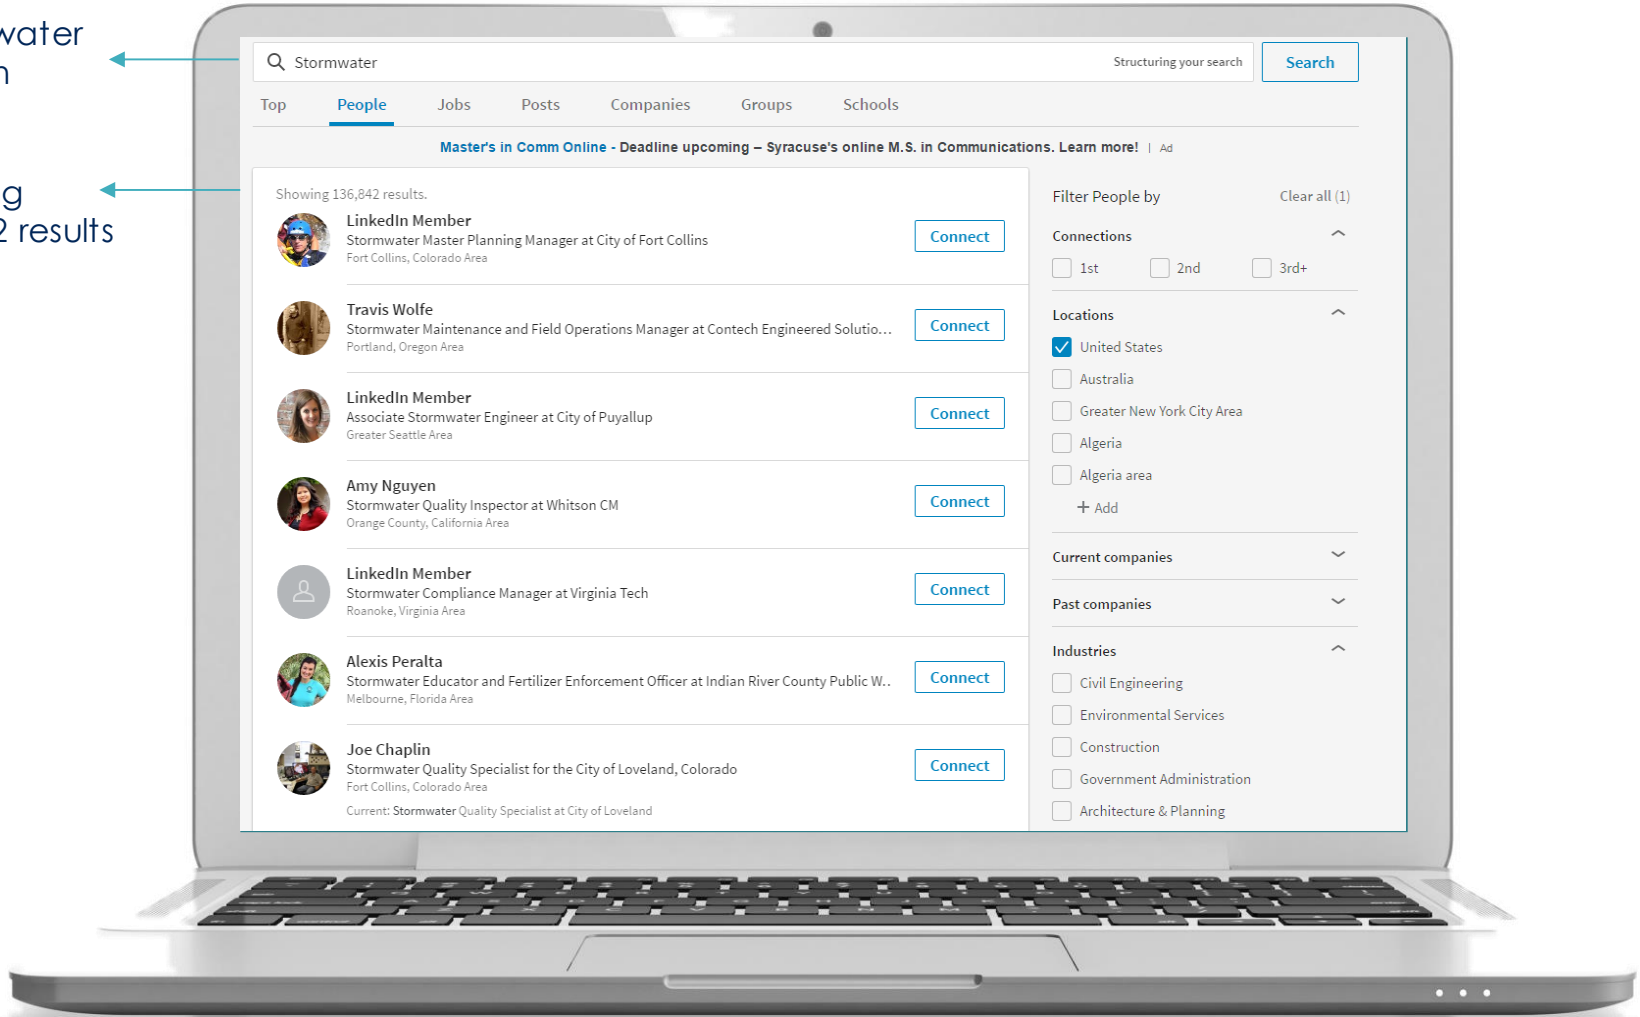 water
n
g
2 results
Stormwater
Structuring your search
Search
Top People Jobs Posts Companies Groups Schools
Master's in Comm Online - Deadline upcoming – Syracuse's online M.S. in Communications. Learn more! | Ad
Showing 136,842 results.
LinkedIn Member
Stormwater Master Planning Manager at City of Fort Collins
Fort Collins, Colorado Area
Connect
Travis Wolfe
Stormwater Maintenance and Field Operations Manager at Contech Engineered Solutio...
Portland, Oregon Area
Connect
LinkedIn Member
Associate Stormwater Engineer at City of Puyallup
Greater Seattle Area
Connect
Amy Nguyen
Stormwater Quality Inspector at Whitson CM
Orange County, California Area
Connect
LinkedIn Member
Stormwater Compliance Manager at Virginia Tech
Roanoke, Virginia Area
Connect
Alexis Peralta
Stormwater Educator and Fertilizer Enforcement Officer at Indian River County Public W..
Melbourne, Florida Area
Connect
Joe Chaplin
Stormwater Quality Specialist for the City of Loveland, Colorado
Fort Collins, Colorado Area
Current: Stormwater Quality Specialist at City of Loveland
Connect
Filter People by
Clear all (1)
Connections
1st 2nd 3rd+
Locations
United States
Australia
Greater New York City Area
Algeria
Algeria area
+ Add
Current companies
Past companies
Industries
Civil Engineering
Environmental Services
Construction
Government Administration
Architecture & Planning